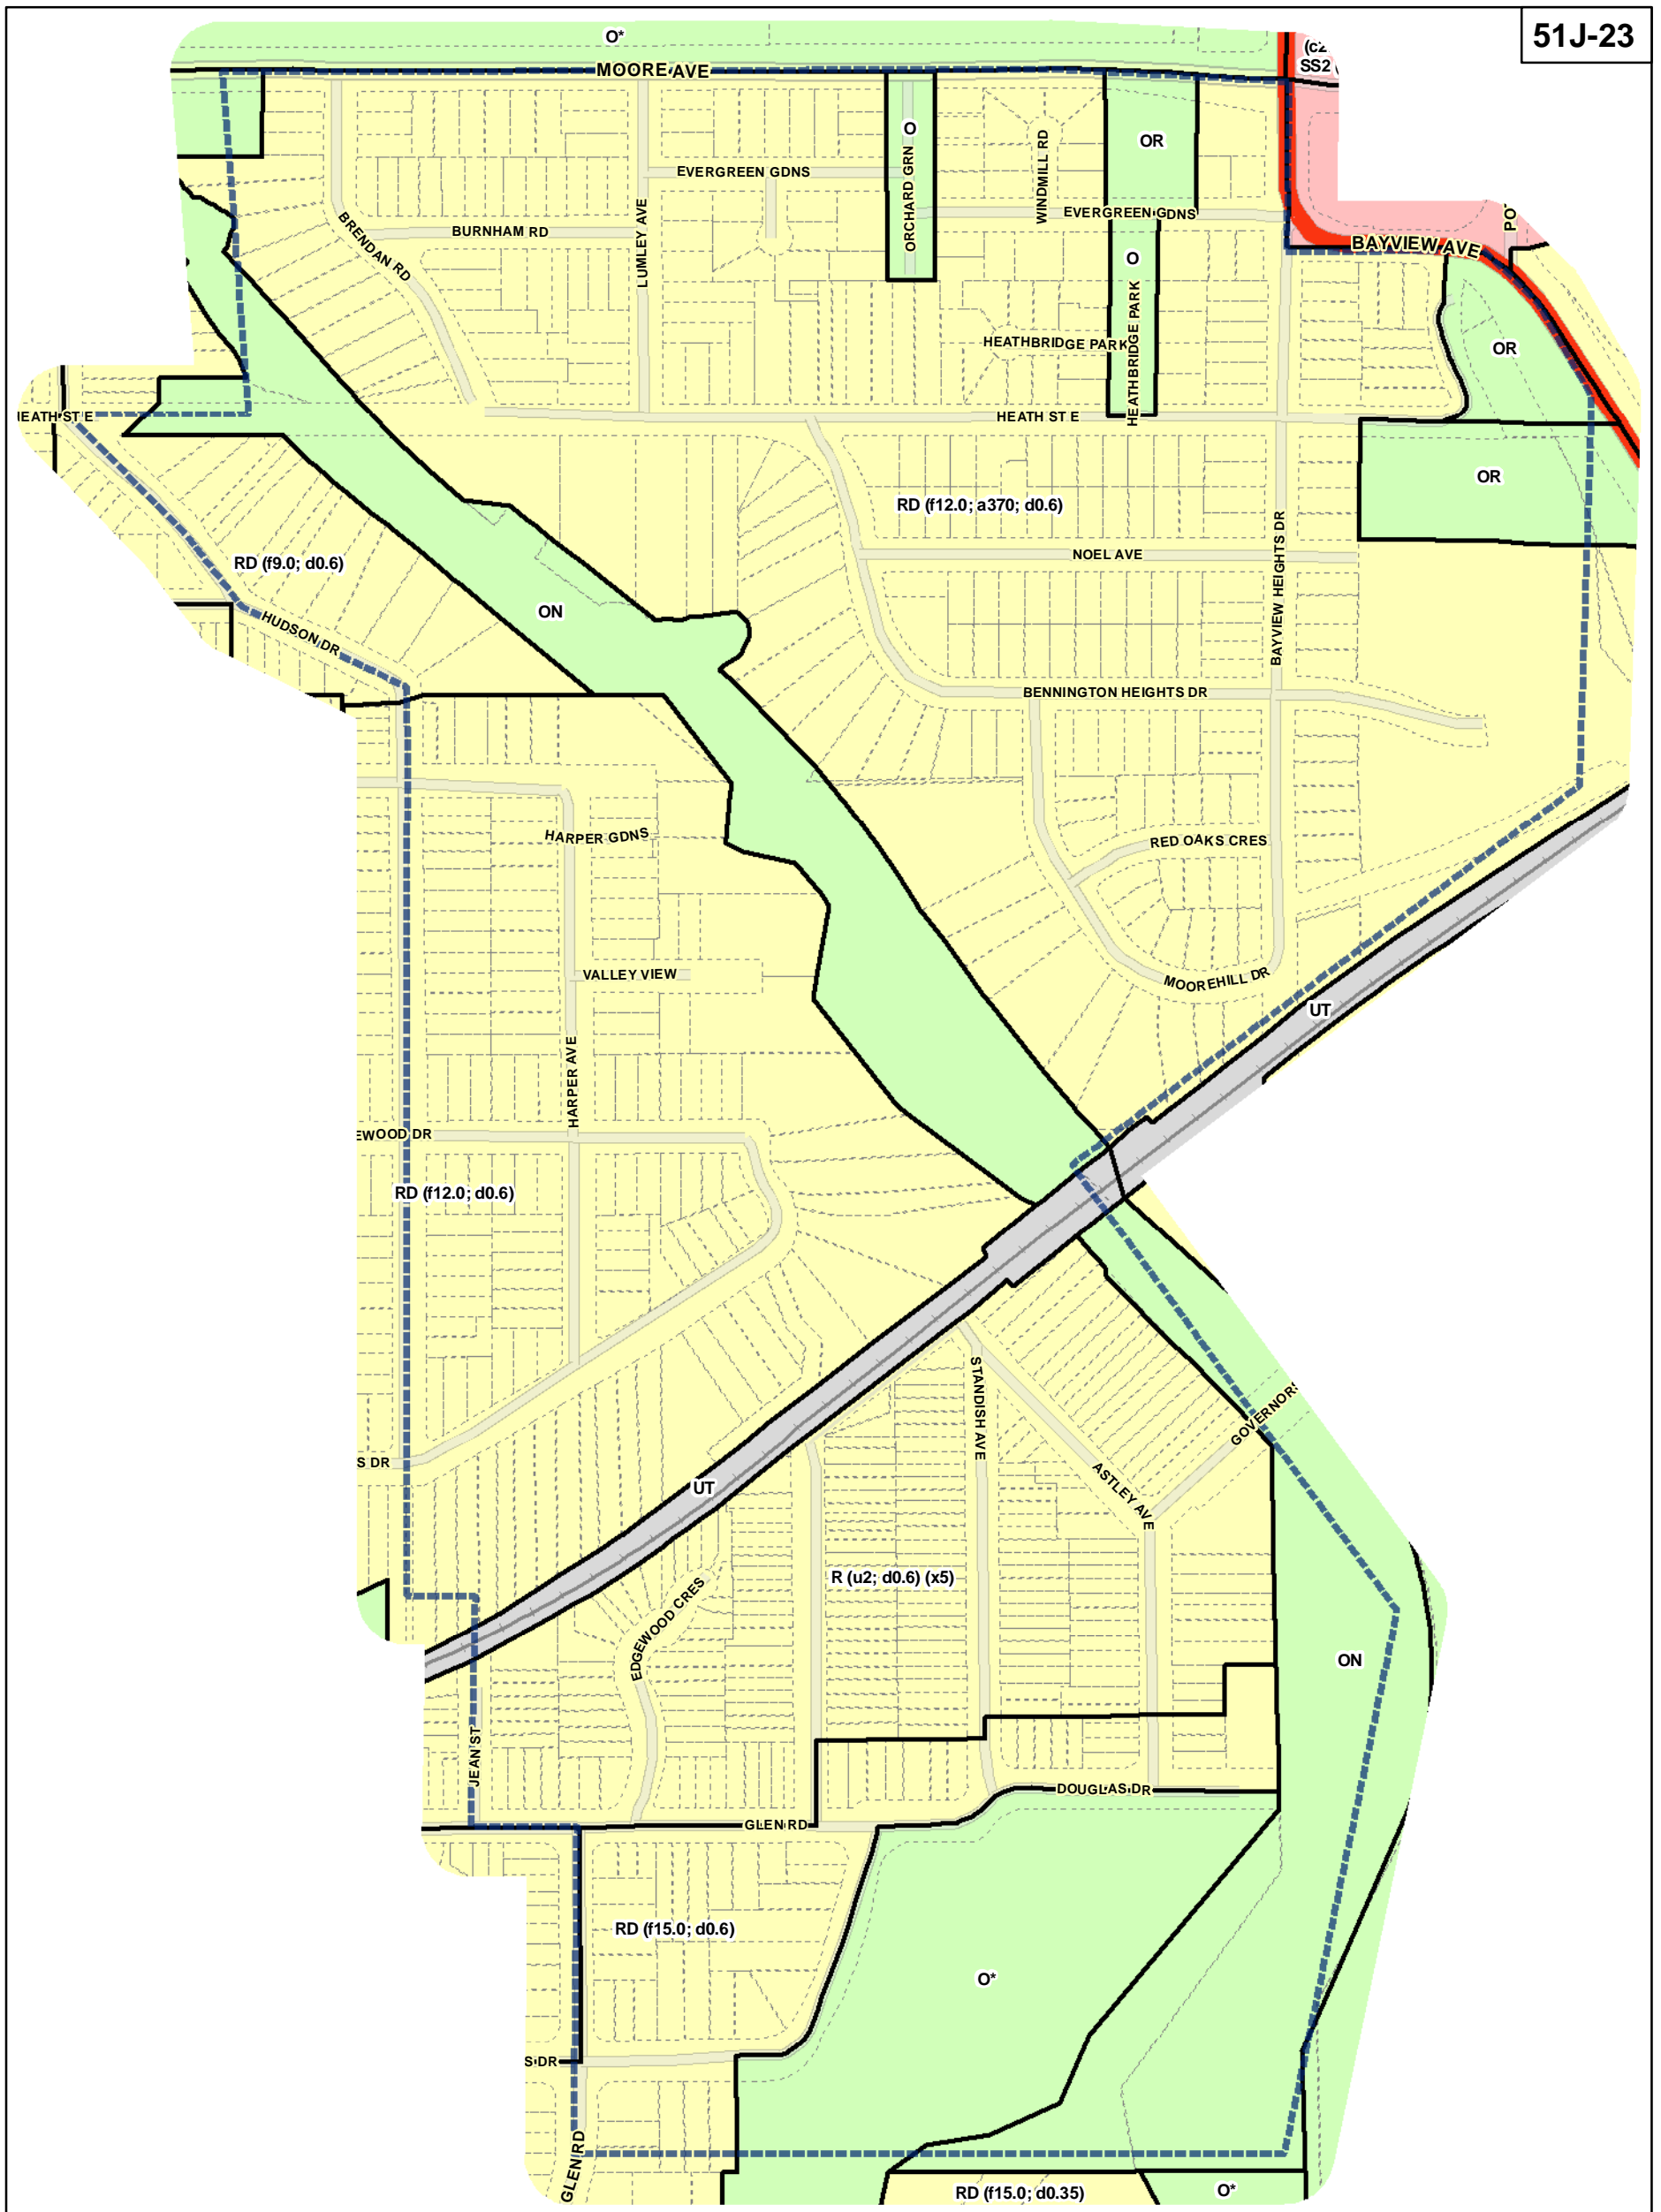 51J-23
O*
(c2
SS2 (
MOORE AVE
O
OR
ORCHARD GRN
WINDMILL RD
EVERGREEN GDNS
EVERGREEN GDNS
BRENDAN RD
BURNHAM RD
LUMLEY AVE
BAYVIEW AVE
PO
O
HEATHBRIDGE PARK
HEATHBRIDGE PARK
OR
HEATH ST E
HEATH ST E
OR
RD (f12.0; a370; d0.6)
NOEL AVE
BAYVIEW HEIGHTS DR
RD (f9.0; d0.6)
ON
HUDSON DR
BENNINGTON HEIGHTS DR
HARPER GDNS
RED OAKS CRES
VALLEY VIEW
MOOREHILL DR
UT
HARPER AVE
EWOOD DR
RD (f12.0; d0.6)
STANDISH AVE
GOVERNORS
S DR
UT
ASTLEY AVE
R (u2; d0.6) (x5)
EDGEWOOD CRES
ON
JEAN ST
DOUGLAS DR
GLEN RD
RD (f15.0; d0.6)
O*
S DR
GLEN RD
RD (f15.0; d0.35)
O*